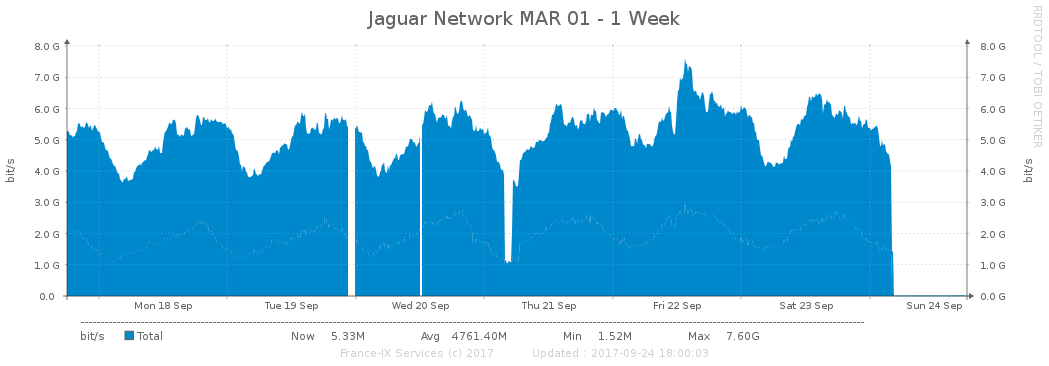 Jaguar Network MAR 01 - 1 Week
RRDTOOL / TOBI OETIKER
8.0 G 8.0 G
7.0 G 7.0 G
6.0 G 6.0 G
5.0 G 5.0 G
4.0 G 4.0 G
3.0 G 3.0 G
2.0 G 2.0 G
1.0 G 1.0 G
0.0 0.0 G
bit/s bit/s
Mon 18 Sep Tue 19 Sep Wed 20 Sep Thu 21 Sep Fri 22 Sep Sat 23 Sep Sun 24 Sep
bit/s Total Now 5.33M Avg 4761.40M Min 1.52M Max 7.60G
France-IX Services (c) 2017 Updated : 2017-09-24 18:00:03